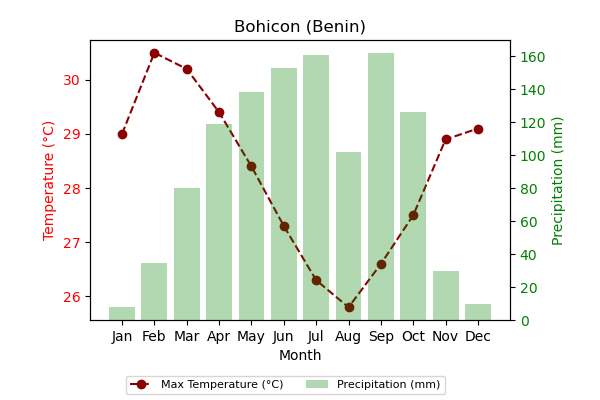 Bohicon (Benin)
Temperature (°C)
30
29
28
27
26
160
140
120
100
80
60
40
20
0
Precipitation (mm)
Jan Feb Mar Apr May Jun Jul Aug Sep Oct Nov Dec
Month
Max Temperature (°C) Precipitation (mm)